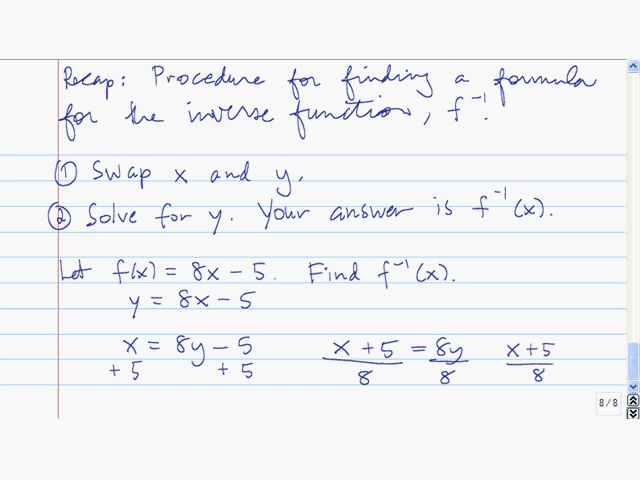 Recap: Procedure for finding a formula
for the inverse function, f⁻¹:
① Swap x and y.
② Solve for y. Your answer is f⁻¹(x).
Let f(x) = 8x - 5. Find f⁻¹(x).
y = 8x - 5
x = 8y - 5
+5 +5
x + 5 = 8y x + 5
8 8 8
8 / 8